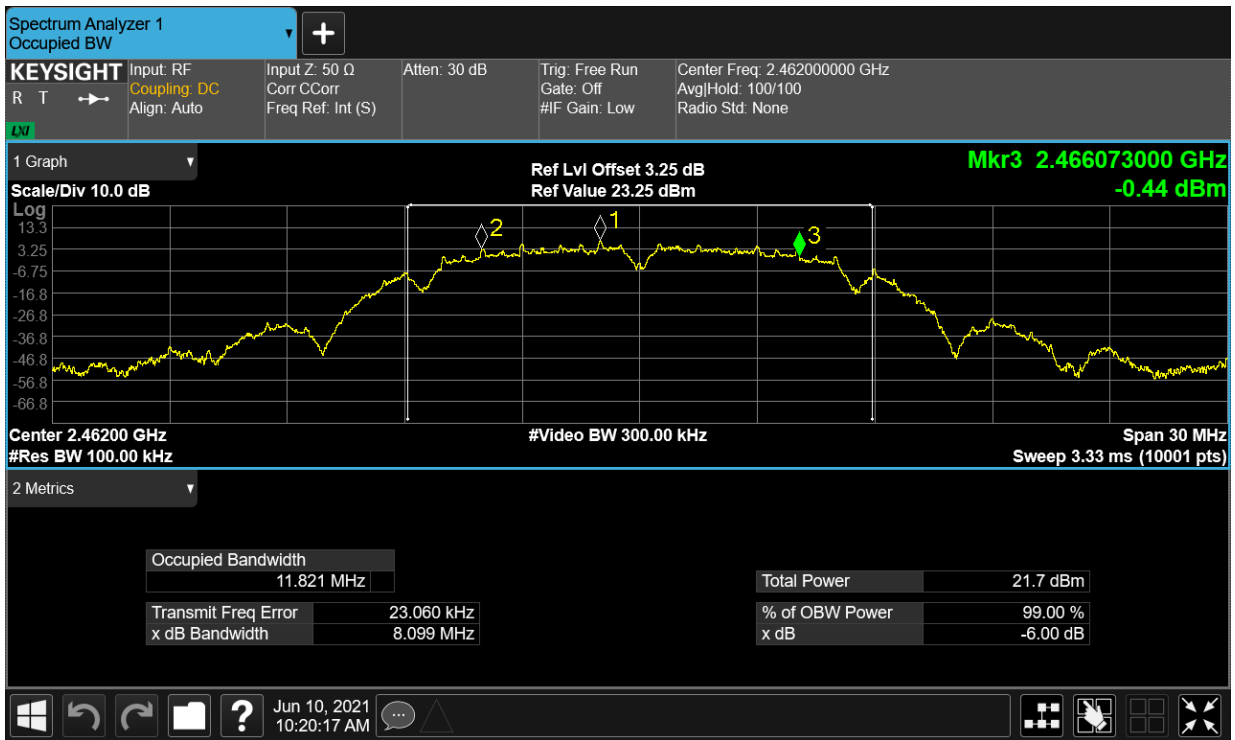 Spectrum Analyzer 1
Occupied BW
KEYSIGHT
R T
LXI
Input: RF
Coupling: DC
Align: Auto
Input Z: 50 Ω
Corr CCorr
Freq Ref: Int (S)
Atten: 30 dB
Trig: Free Run
Gate: Off
#IF Gain: Low
Center Freq: 2.462000000 GHz
Avg|Hold: 100/100
Radio Std: None
1 Graph
Scale/Div 10.0 dB
Ref Lvl Offset 3.25 dB
Ref Value 23.25 dBm
Mkr3 2.466073000 GHz
-0.44 dBm
Log
13.3
3.25
-6.75
-16.8
-26.8
-36.8
-46.8
-56.8
-66.8
2
1
3
Center 2.46200 GHz
#Res BW 100.00 kHz
#Video BW 300.00 kHz
Span 30 MHz
Sweep 3.33 ms (10001 pts)
2 Metrics
Occupied Bandwidth
11.821 MHz
Transmit Freq Error 23.060 kHz
x dB Bandwidth 8.099 MHz
Total Power 21.7 dBm
% of OBW Power 99.00 %
x dB -6.00 dB
?
Jun 10, 2021
10:20:17 AM